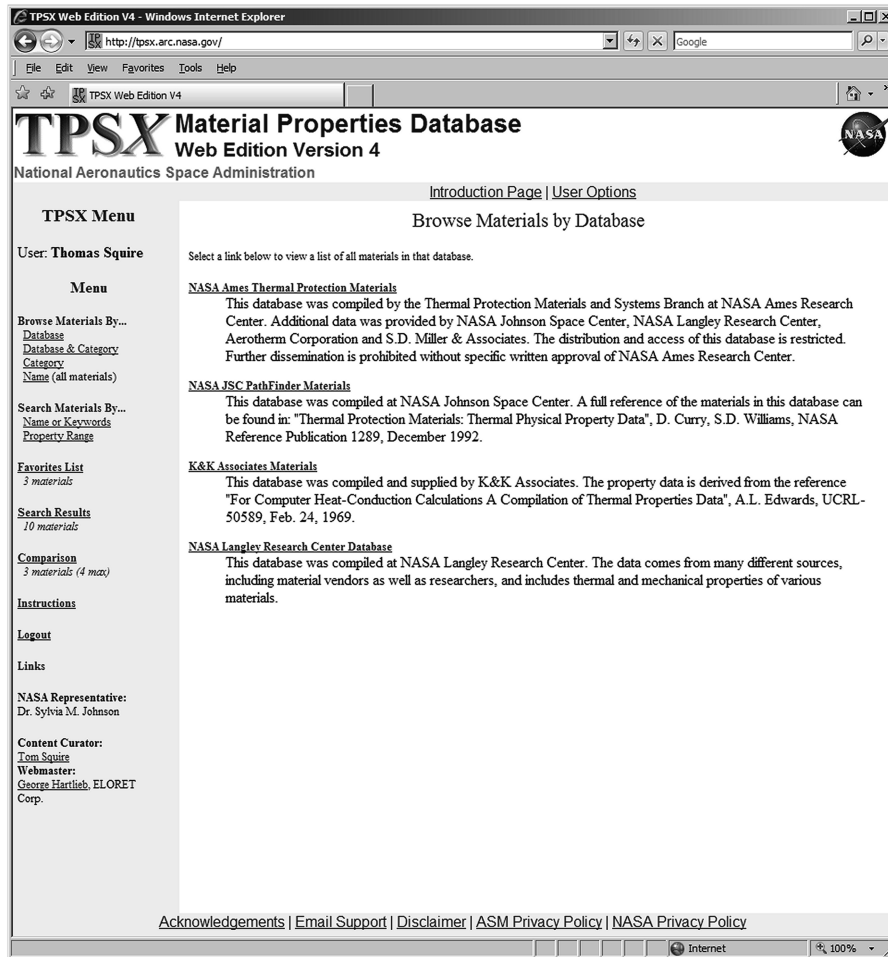 TPSX Web Edition V4 - Windows Internet Explorer
http://tpsx.arc.nasa.gov/
Google
File Edit View Favorites Tools Help
TPSX Web Edition V4
TPSX Material Properties Database
Web Edition Version 4
NASA
National Aeronautics Space Administration
Introduction Page | User Options
TPSX Menu
User: Thomas Squire
Menu
Browse Materials By...
Database
Database & Category
Category
Name (all materials)
Search Materials By...
Name or Keywords
Property Range
Favorites List
3 materials
Search Results
10 materials
Comparison
3 materials (4 max)
Instructions
Logout
Links
NASA Representative:
Dr. Sylvia M. Johnson
Content Curator:
Tom Squire
Webmaster:
George Hartlieb, ELORET
Corp.
Browse Materials by Database
Select a link below to view a list of all materials in that database.
NASA Ames Thermal Protection Materials
This database was compiled by the Thermal Protection Materials and Systems Branch at NASA Ames Research
Center. Additional data was provided by NASA Johnson Space Center, NASA Langley Research Center,
Aerotherm Corporation and S.D. Miller & Associates. The distribution and access of this database is restricted.
Further dissemination is prohibited without specific written approval of NASA Ames Research Center.
NASA JSC PathFinder Materials
This database was compiled at NASA Johnson Space Center. A full reference of the materials in this database can
be found in: "Thermal Protection Materials: Thermal Physical Property Data", D. Curry, S.D. Williams, NASA
Reference Publication 1289, December 1992.
K&K Associates Materials
This database was compiled and supplied by K&K Associates. The property data is derived from the reference
"For Computer Heat-Conduction Calculations A Compilation of Thermal Properties Data", A.L. Edwards, UCRL-
50589, Feb. 24, 1969.
NASA Langley Research Center Database
This database was compiled at NASA Langley Research Center. The data comes from many different sources,
including material vendors as well as researchers, and includes thermal and mechanical properties of various
materials.
Acknowledgements | Email Support | Disclaimer | ASM Privacy Policy | NASA Privacy Policy
Internet
100%